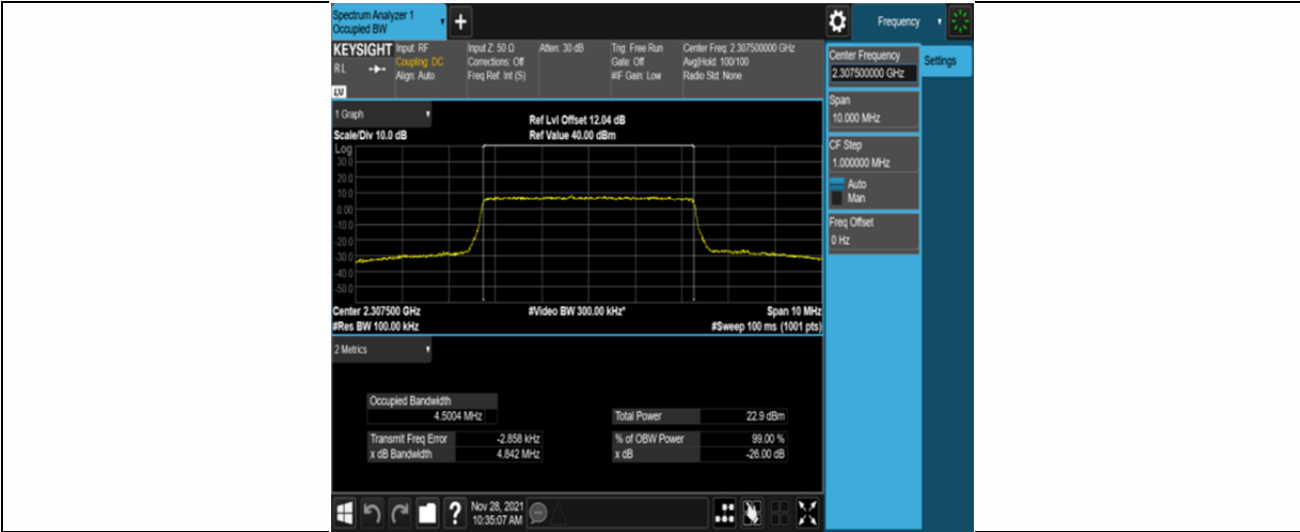 Spectrum Analyzer 1
Occupied BW
+
Frequency
KEYSIGHT
RL
LXI
Input: RF
Coupling: DC
Align: Auto
Input Z: 50 Ω
Corrections: Off
Freq Ref: Int (S)
Atten: 30 dB
Trig: Free Run
Gate: Off
#IF Gain: Low
Center Freq: 2.307500000 GHz
Avg|Hold: 100/100
Radio Std: None
Center Frequency
2.307500000 GHz
Settings
Span
10.000 MHz
CF Step
1.000000 MHz
Auto
Man
Freq Offset
0 Hz
1 Graph
Scale/Div 10.0 dB
Ref Lvl Offset 12.04 dB
Ref Value 40.00 dBm
Log
30.0
20.0
10.0
0.00
-10.0
-20.0
-30.0
-40.0
-50.0
Center 2.307500 GHz
#Video BW 300.00 kHz*
Span 10 MHz
#Res BW 100.00 kHz
#Sweep 100 ms (1001 pts)
2 Metrics
Occupied Bandwidth
4.5004 MHz
Total Power 22.9 dBm
Transmit Freq Error -2.858 kHz
% of OBW Power 99.00 %
x dB Bandwidth 4.842 MHz
x dB -26.00 dB
?
Nov 28, 2021
10:35:07 AM